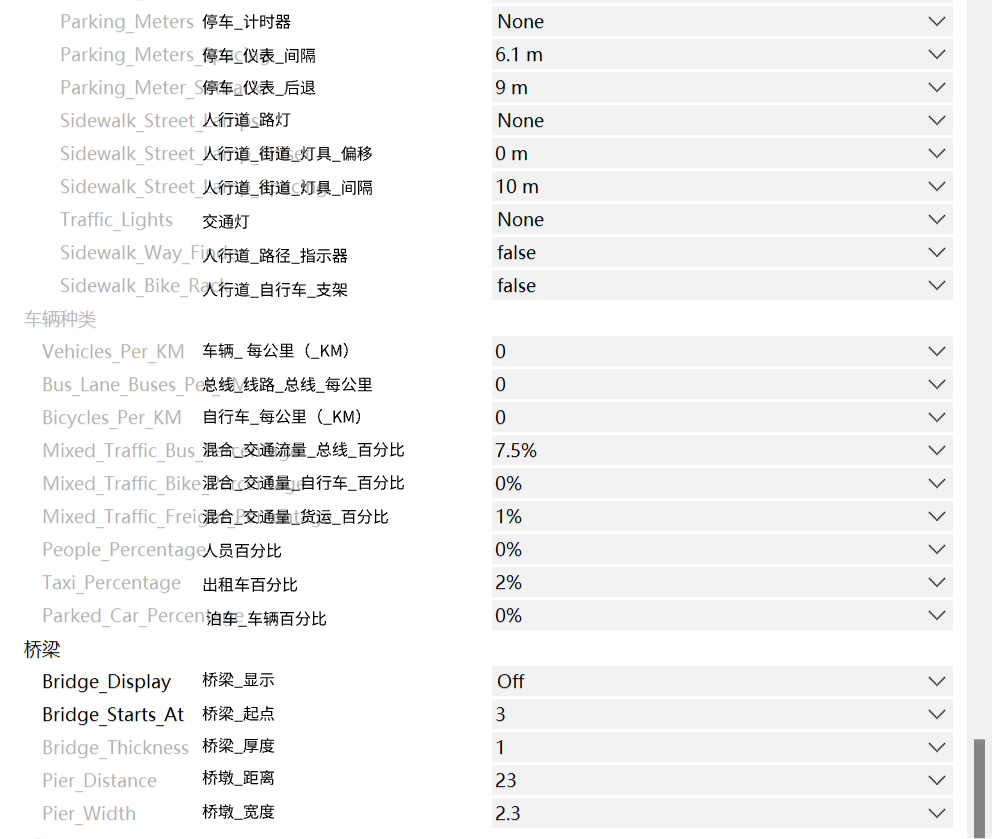 Parking_Meters 停车_计时器 None
Parking_Meters_Spacing 停车_仪表_间隔 6.1 m
Parking_Meter_S 停车_仪表_后退 9 m
Sidewalk_Street_Lamps 人行道_路灯 None
Sidewalk_Street_Lamp 人行道_街道_灯具_偏移 0 m
Sidewalk_Street_Lamp_Spacing 人行道_街道_灯具_间隔 10 m
Traffic_Lights 交通灯 None
Sidewalk_Way_Finder 人行道_路径_指示器 false
Sidewalk_Bike_Rack 人行道_自行车_支架 false
车辆种类
Vehicles_Per_KM 车辆_ 每公里（_KM） 0
Bus_Lane_Buses_Per_KM 总线_线路_总线_每公里 0
Bicycles_Per_KM 自行车_每公里（_KM） 0
Mixed_Traffic_Bus_Percentage 混合_交通流量_总线_百分比 7.5%
Mixed_Traffic_Bike_Percentage 混合_交通量_自行车_百分比 0%
Mixed_Traffic_Freight_Percentage 混合_交通量_货运_百分比 1%
People_Percentage 人员百分比 0%
Taxi_Percentage 出租车百分比 2%
Parked_Car_Percentage 泊车_车辆百分比 0%
桥梁
Bridge_Display 桥梁_显示 Off
Bridge_Starts_At 桥梁_起点 3
Bridge_Thickness 桥梁_厚度 1
Pier_Distance 桥墩_距离 23
Pier_Width 桥墩_宽度 2.3